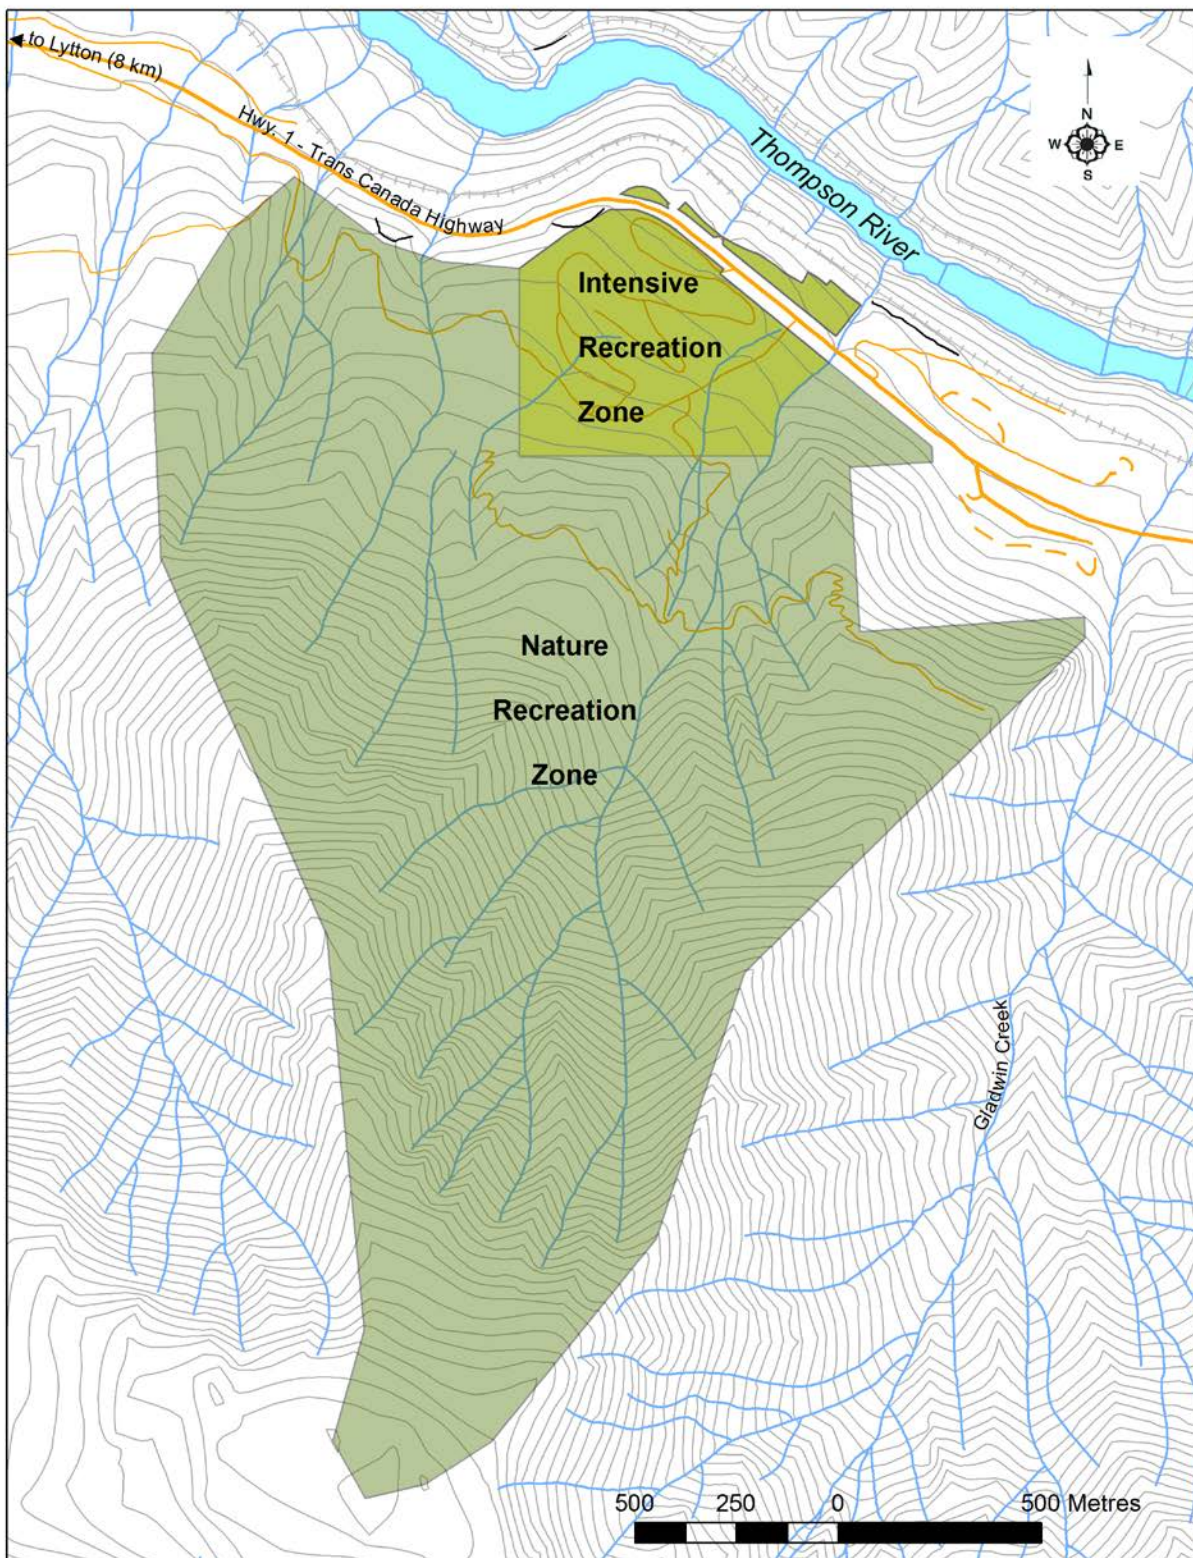 to Lytton (8 km)
Hwy. 1 - Trans Canada Highway
Thompson River
N
W E
S
Intensive
Recreation
Zone
Nature
Recreation
Zone
Gladwin Creek
500 250 0 500 Metres